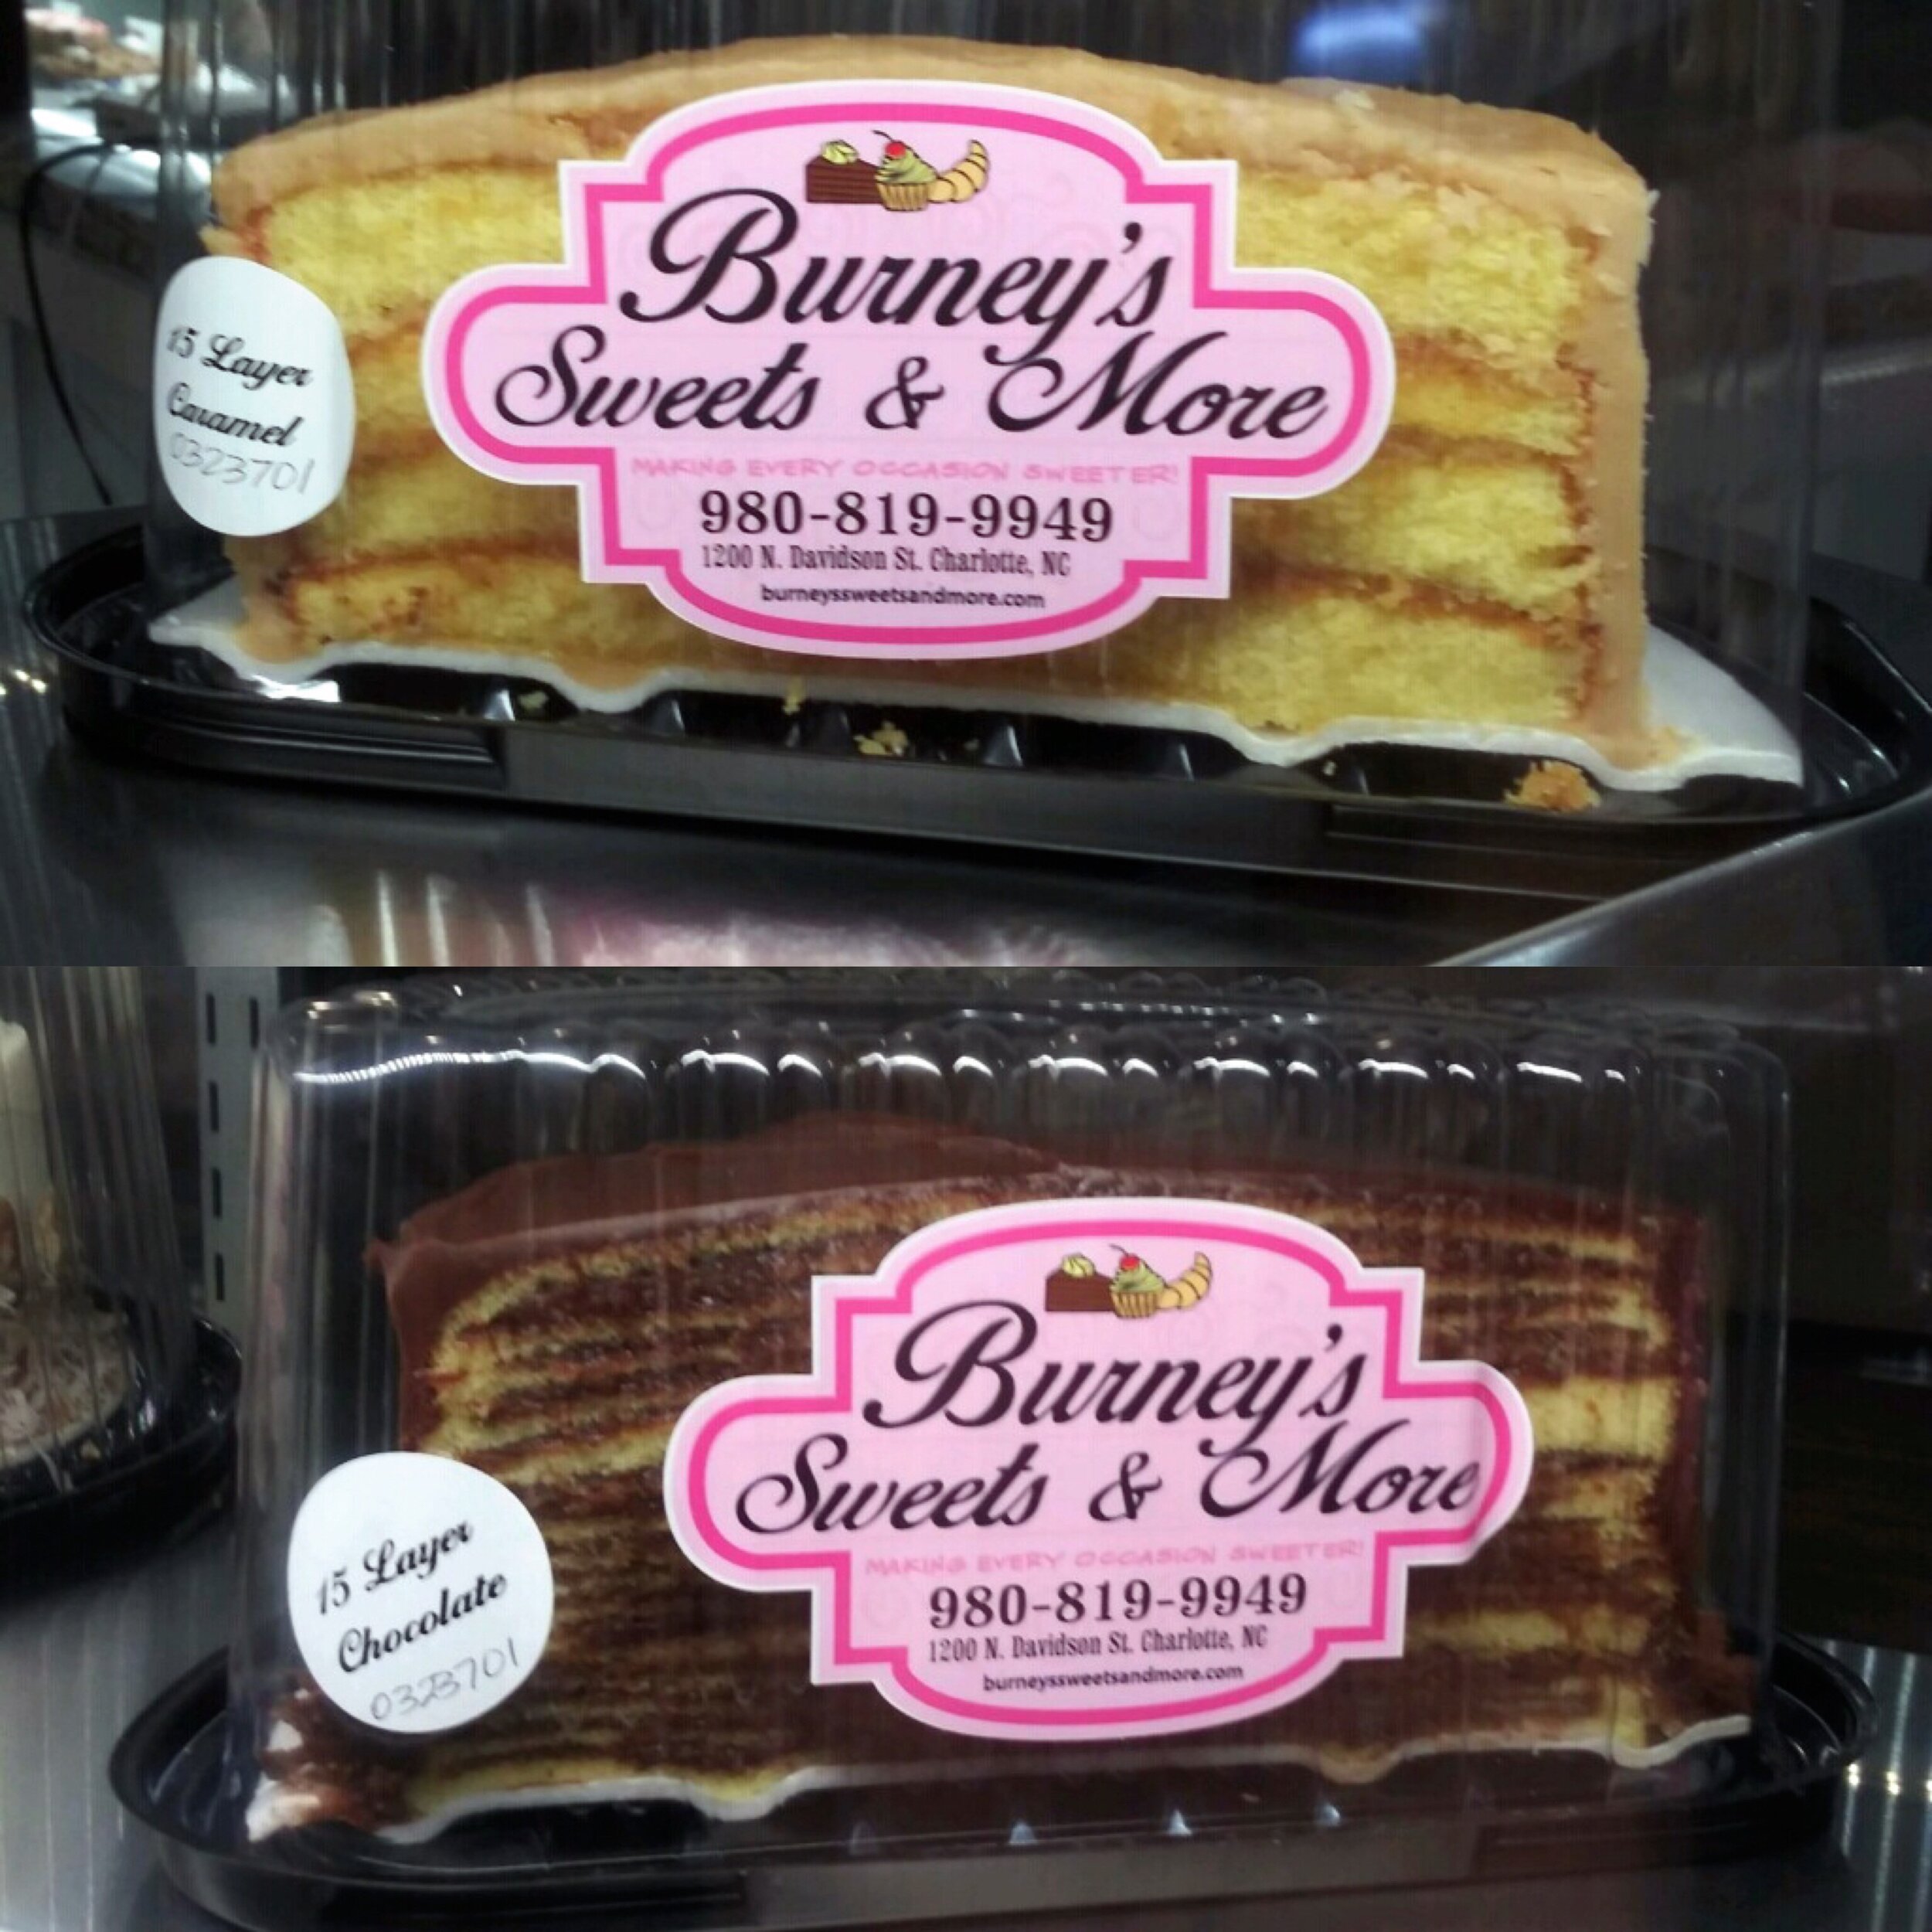 Burney's
Sweets & More
MAKING EVERY OCCASION SWEETER!
980-819-9949
1200 N. Davidson St. Charlotte, NC
burneyssweetsandmore.com
15 Layer
Caramel
0323701
Burney's
Sweets & More
MAKING EVERY OCCASION SWEETER!
980-819-9949
1200 N. Davidson St. Charlotte, NC
burneyssweetsandmore.com
15 Layer
Chocolate
0323701